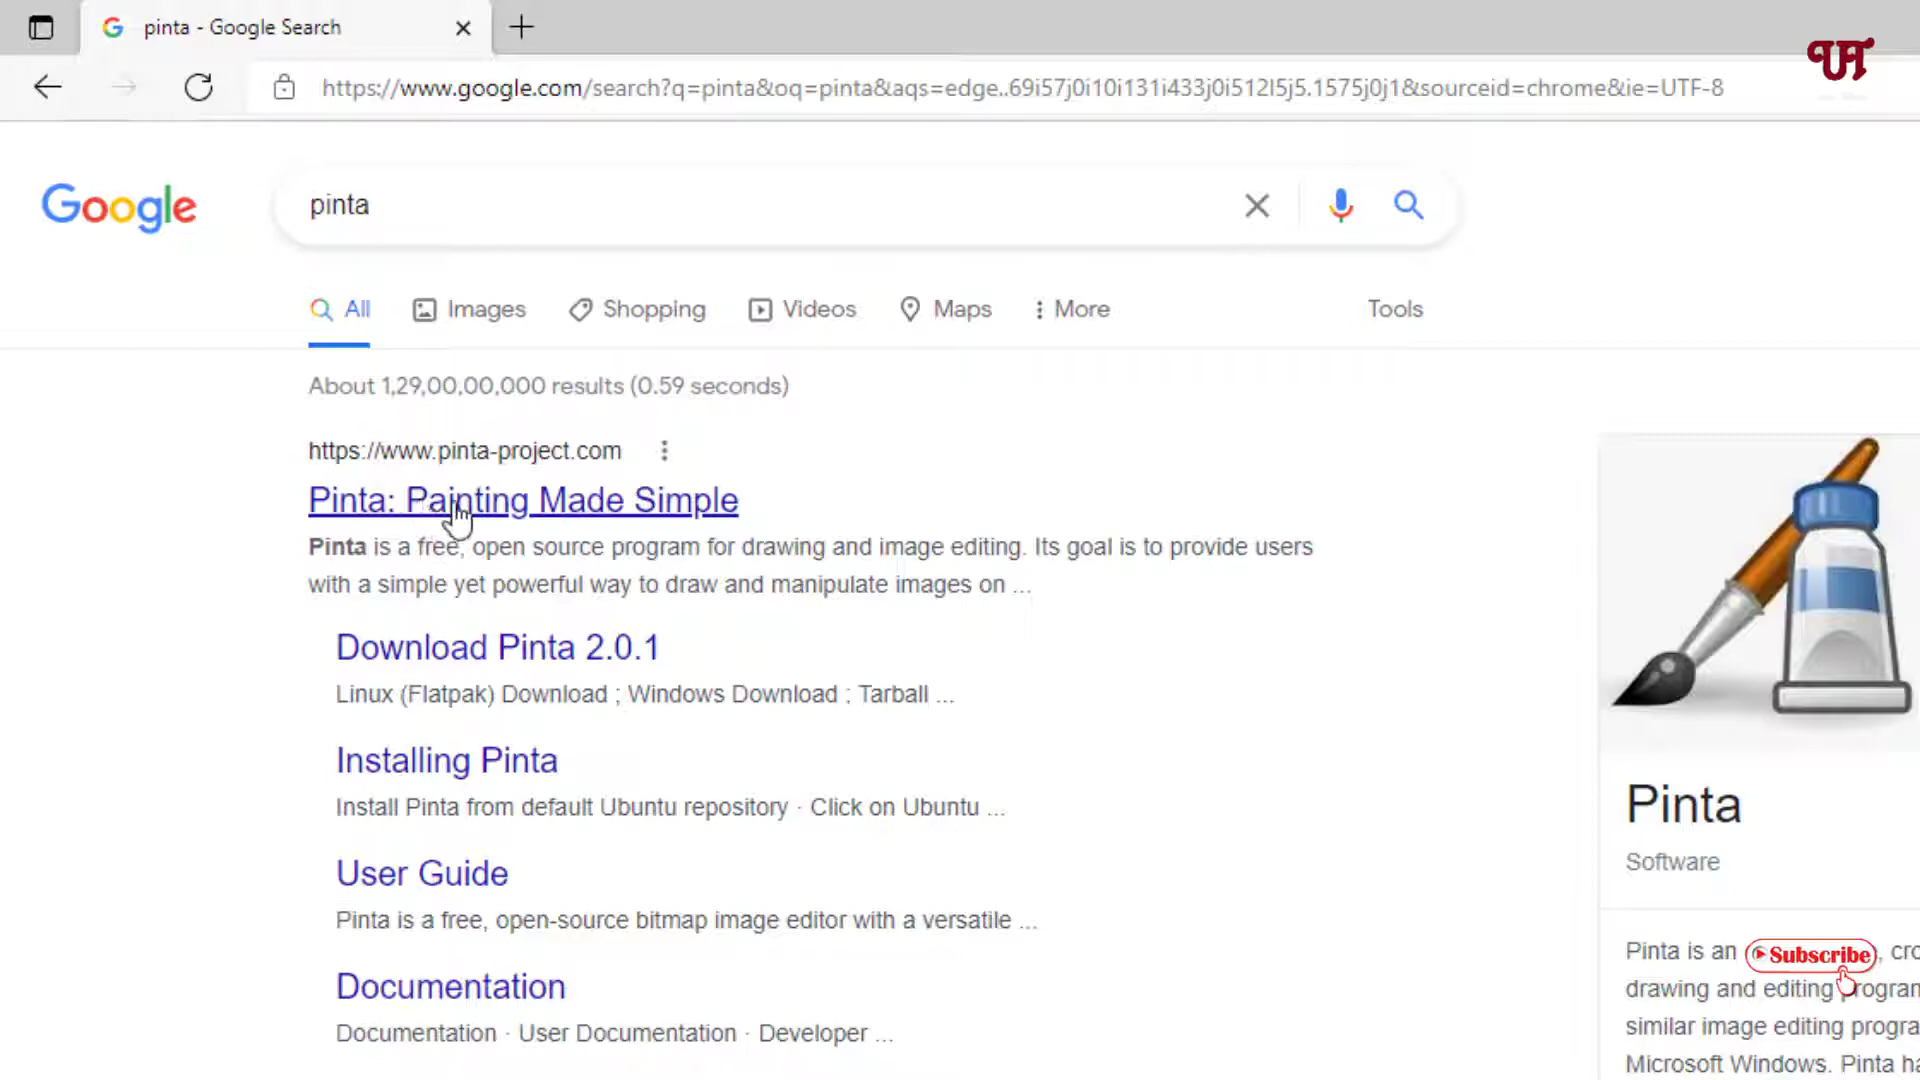 pinta - Google Search
https://www.google.com/search?q=pinta&oq=pinta&aqs=edge..69i57j0i10i131i433j0i512l5j5.1575j0j1&sourceid=chrome&ie=UTF-8
UT
Google
pinta
All Images Shopping Videos Maps More Tools
About 1,29,00,00,000 results (0.59 seconds)
https://www.pinta-project.com
Pinta: Painting Made Simple
Pinta is a free, open source program for drawing and image editing. Its goal is to provide users
with a simple yet powerful way to draw and manipulate images on ...
Download Pinta 2.0.1
Linux (Flatpak) Download ; Windows Download ; Tarball ...
Installing Pinta
Install Pinta from default Ubuntu repository · Click on Ubuntu ...
User Guide
Pinta is a free, open-source bitmap image editor with a versatile ...
Documentation
Documentation · User Documentation · Developer ...
Pinta
Software
Pinta is an Subscribe, cro
drawing and editing program
similar image editing progra
Microsoft Windows. Pinta ha